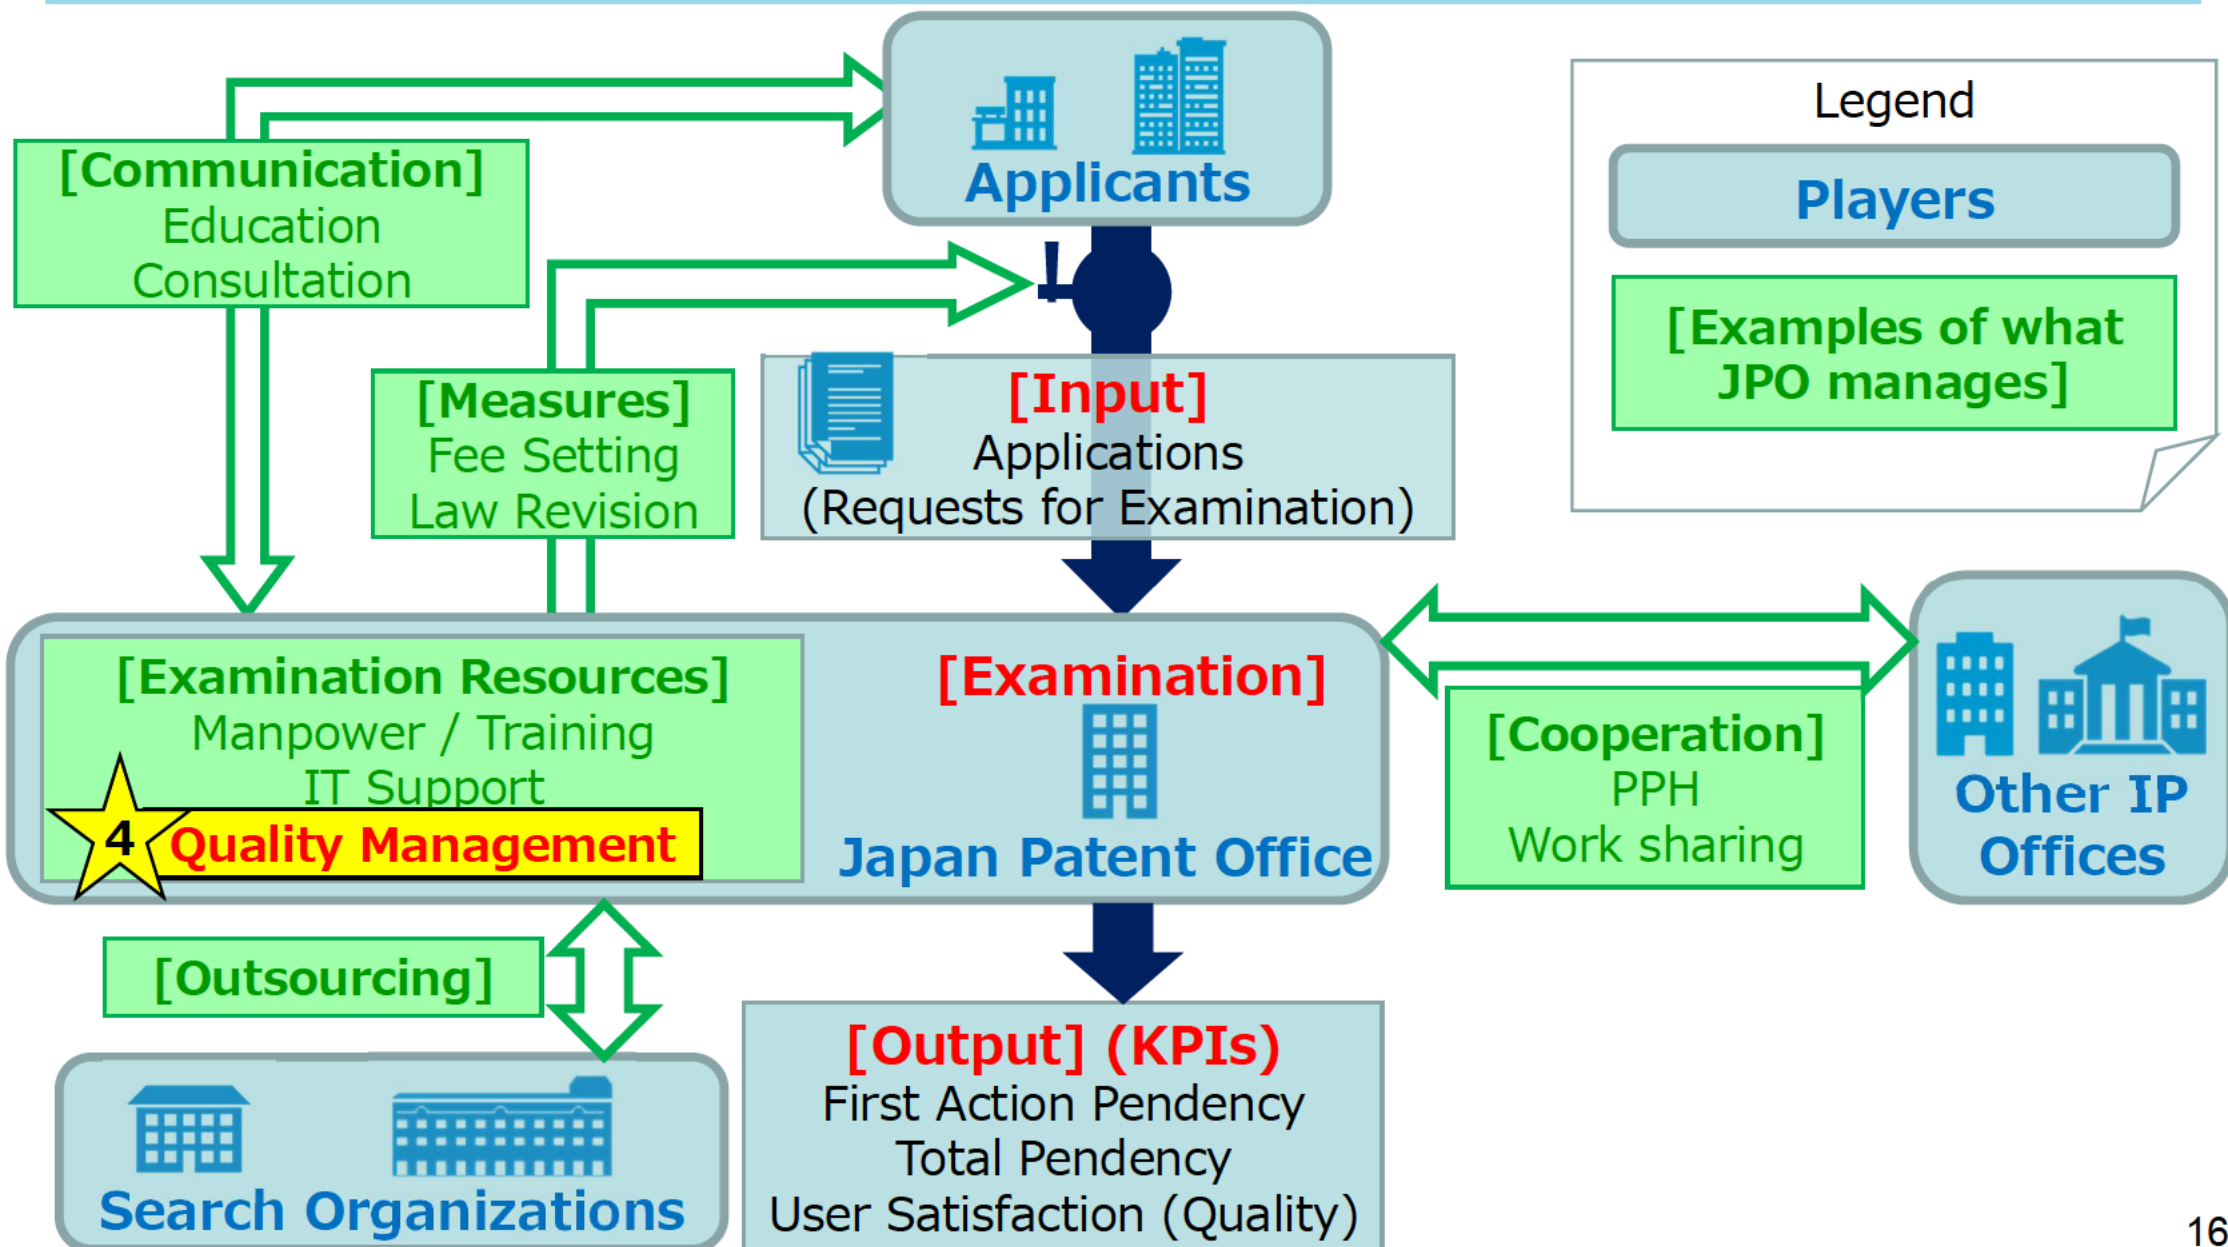 Applicants
Legend
Players
[Examples of what
JPO manages]
[Communication]
Education
Consultation
[Measures]
Fee Setting
Law Revision
[Input]
Applications
(Requests for Examination)
[Examination Resources]
Manpower / Training
IT Support
4
Quality Management
[Examination]
Japan Patent Office
[Cooperation]
PPH
Work sharing
Other IP
Offices
[Outsourcing]
Search Organizations
[Output] (KPIs)
First Action Pendency
Total Pendency
User Satisfaction (Quality)
16